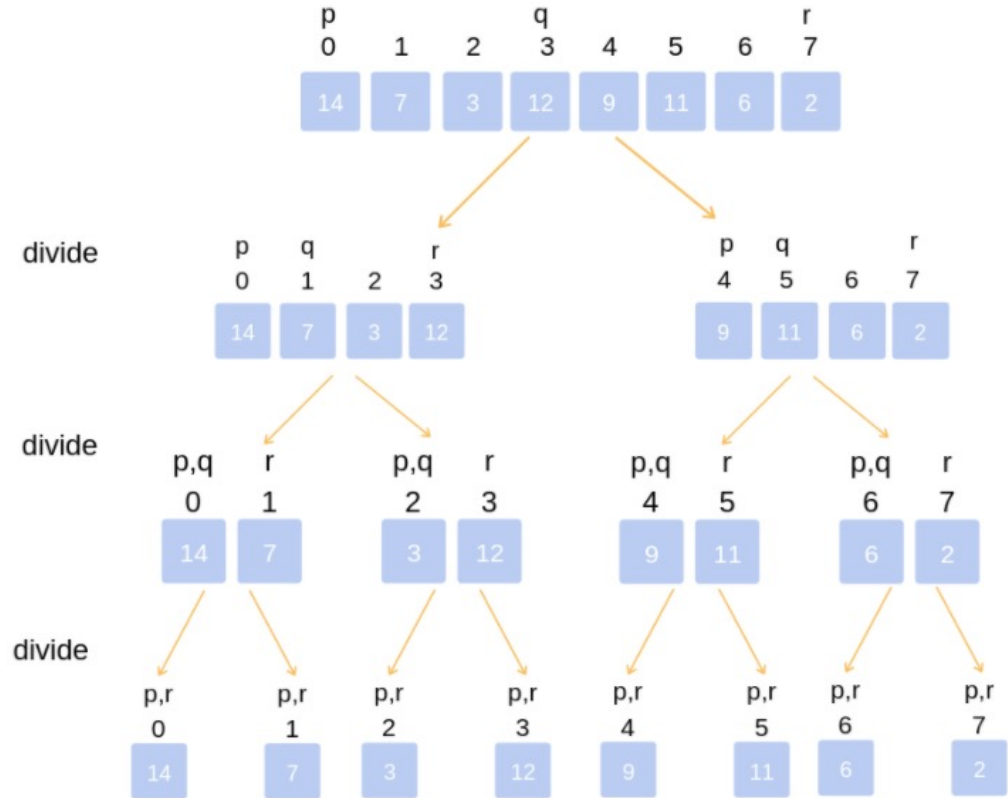 p q r
0 1 2 3 4 5 6 7
14 7 3 12 9 11 6 2
divide
p q r p q r
0 1 2 3 4 5 6 7
14 7 3 12 9 11 6 2
divide
p,q r p,q r p,q r p,q r
0 1 2 3 4 5 6 7
14 7 3 12 9 11 6 2
divide
p,r p,r p,r p,r p,r p,r p,r p,r
0 1 2 3 4 5 6 7
14 7 3 12 9 11 6 2